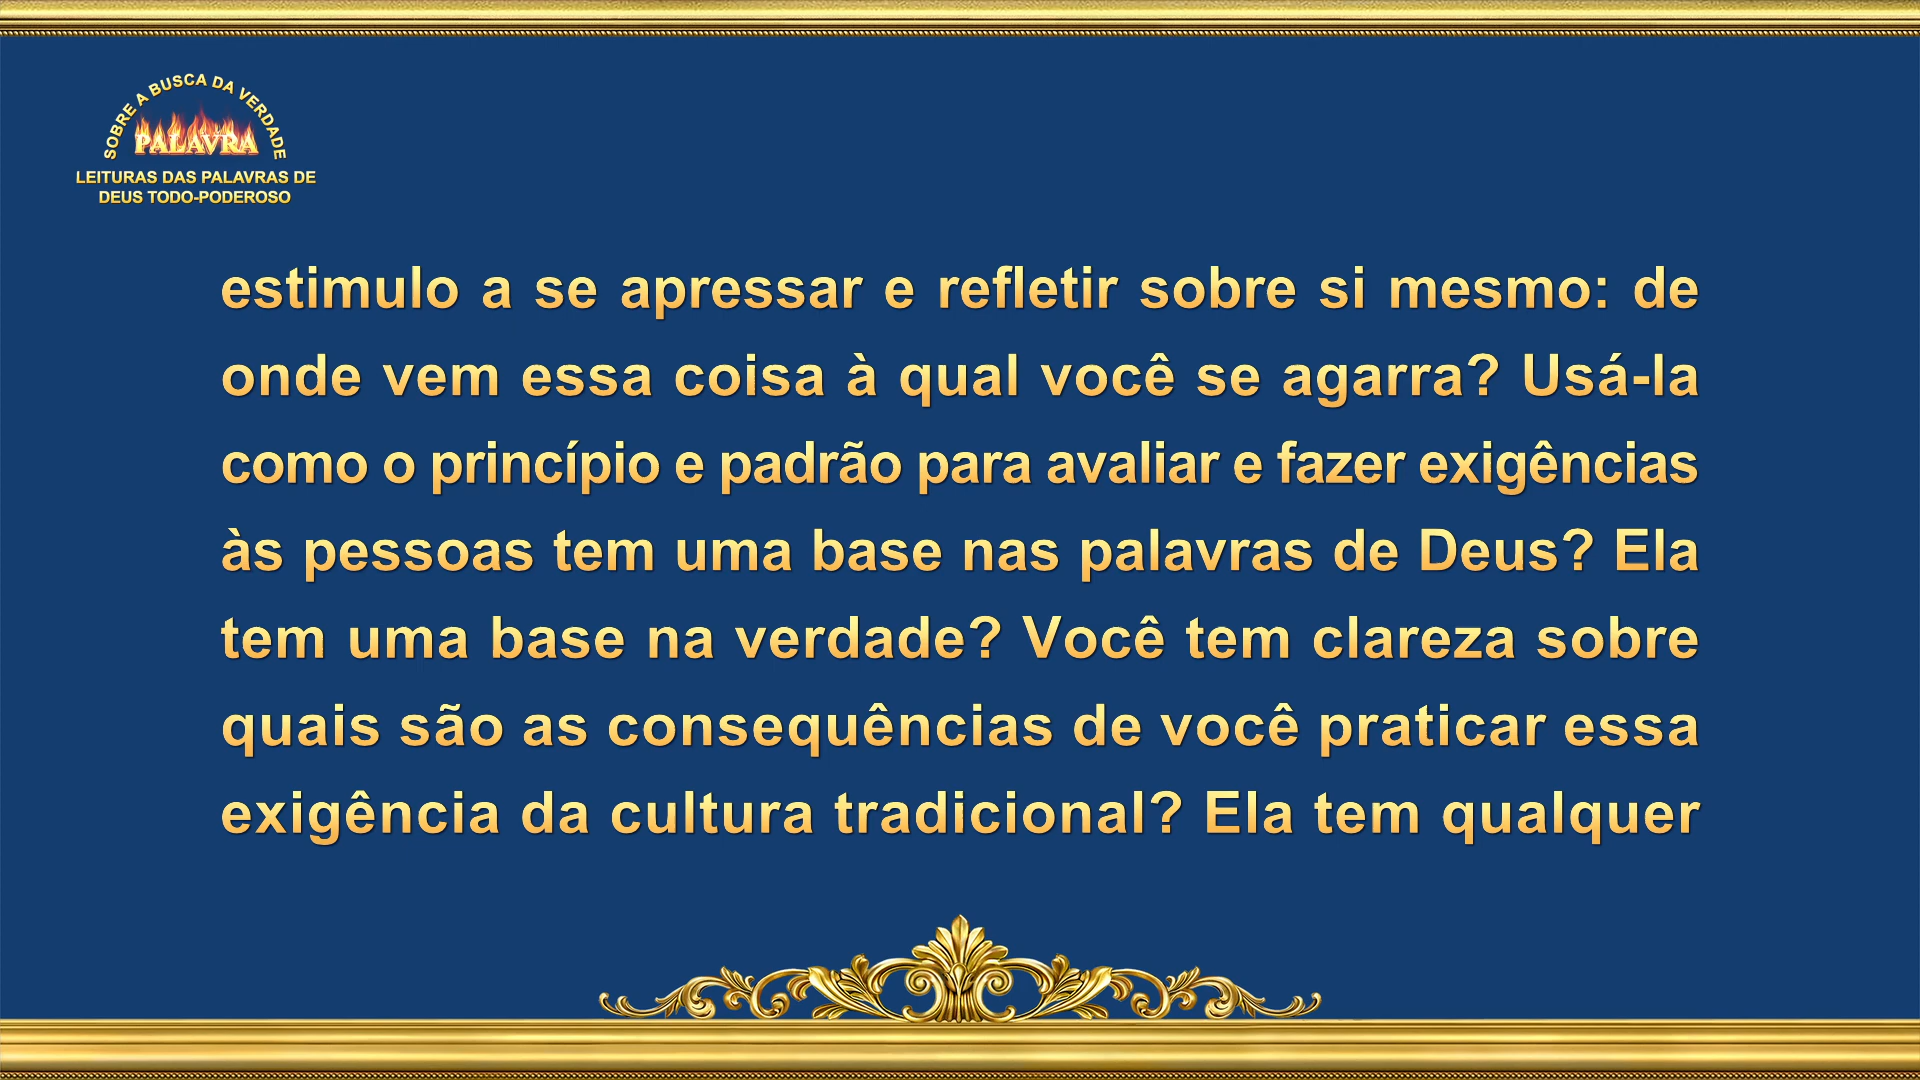 SOBRE A BUSCA DA VERDADE
PALAVRA
LEITURAS DAS PALAVRAS DE
DEUS TODO-PODEROSO
estimulo a se apressar e refletir sobre si mesmo: de
onde vem essa coisa à qual você se agarra? Usá-la
como o princípio e padrão para avaliar e fazer exigências
às pessoas tem uma base nas palavras de Deus? Ela
tem uma base na verdade? Você tem clareza sobre
quais são as consequências de você praticar essa
exigência da cultura tradicional? Ela tem qualquer